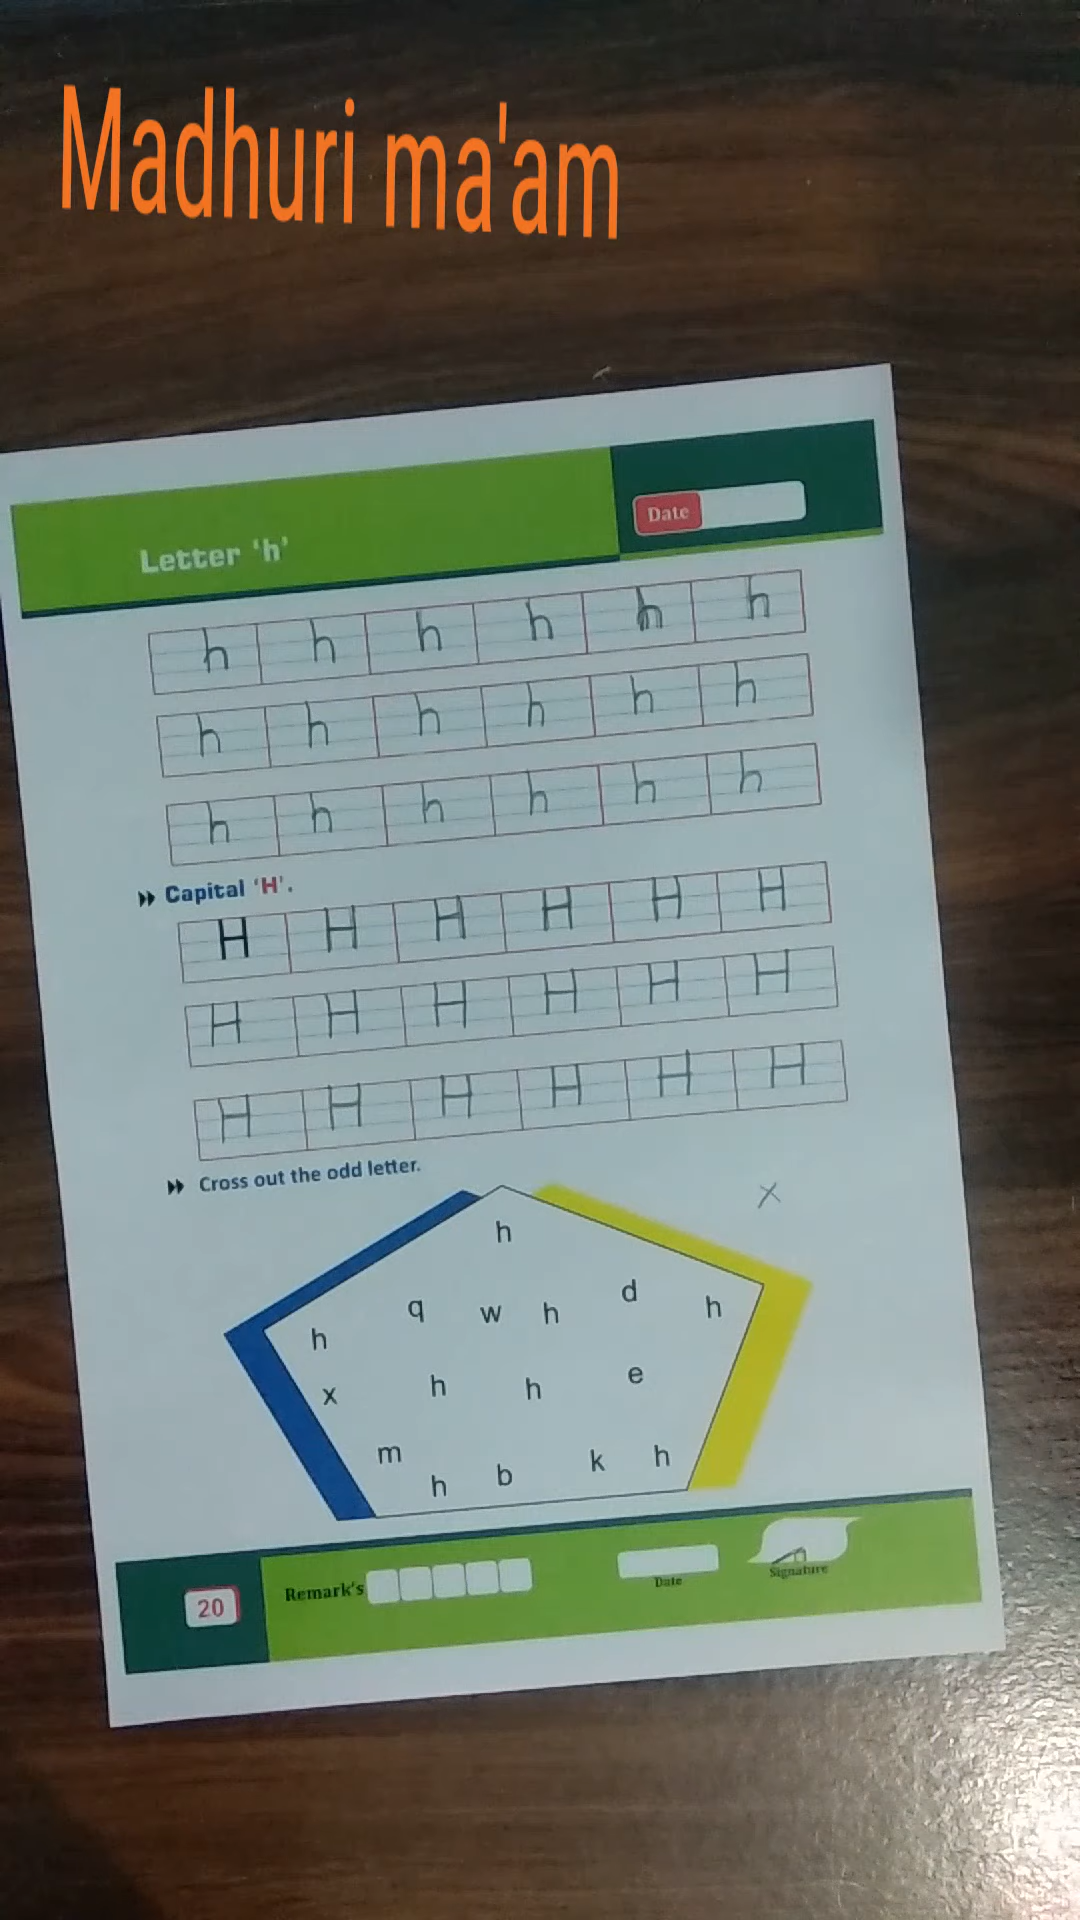 Madhuri ma'am
Letter 'h'
Date
h h h h h h
h h h h h h
h h h h h h
Capital 'H'.
H H H H H H
H H H H H H
H H H H H H
Cross out the odd letter.
x
h
q w h d h
h
x h h e
m h b k h
20 Remark's Date Signature